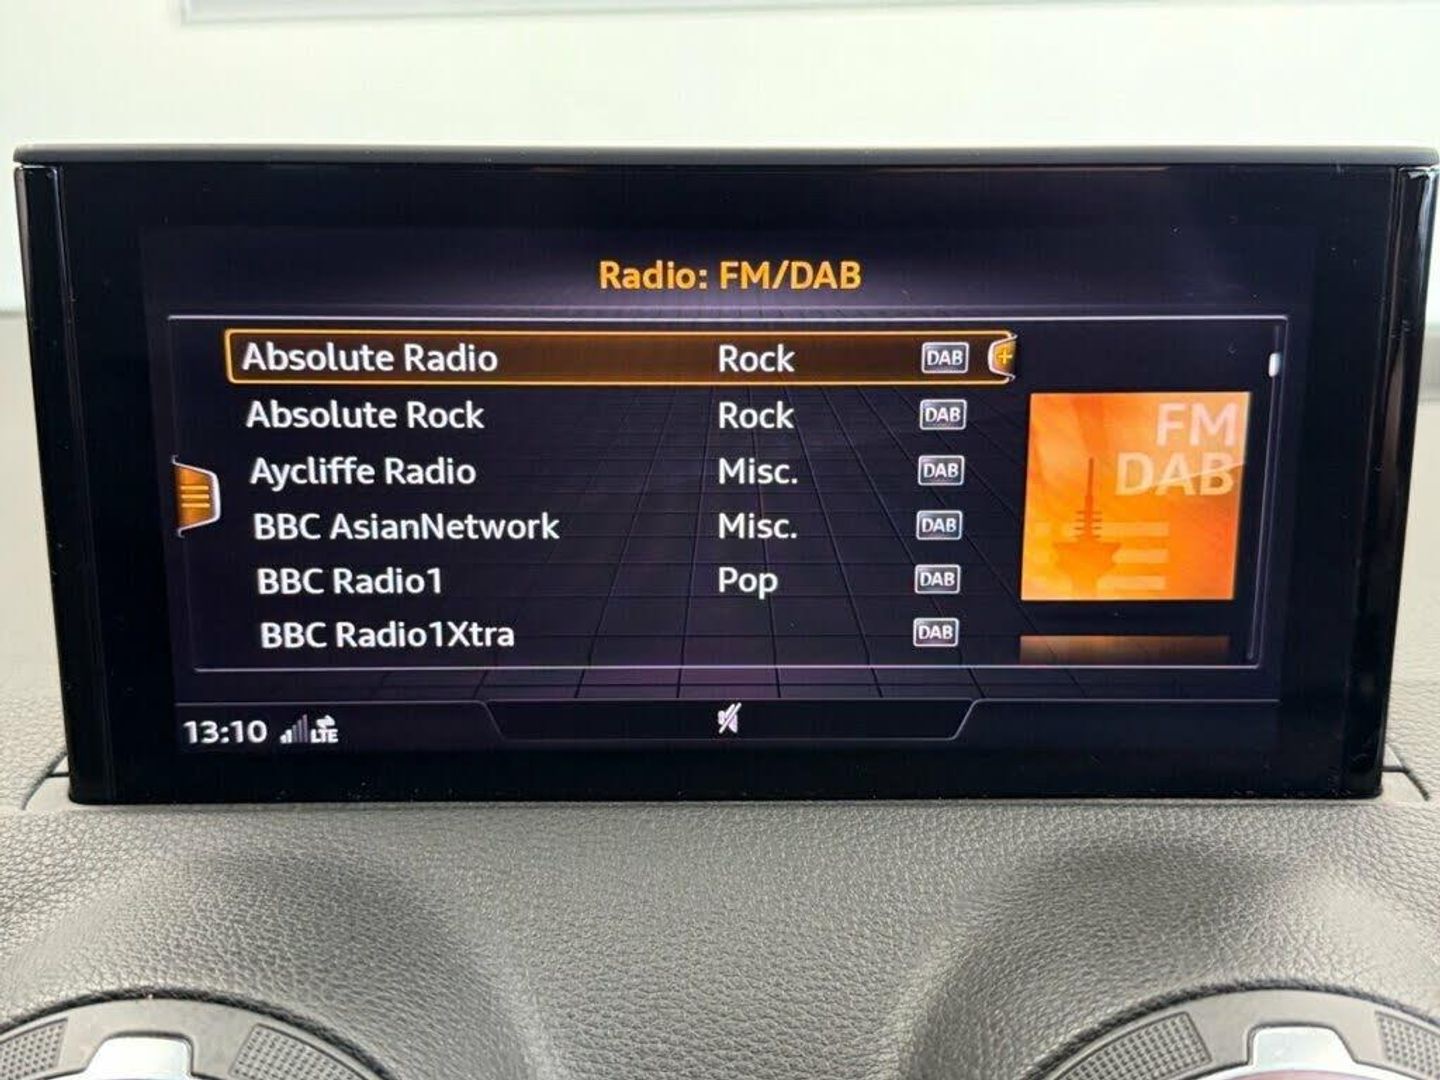 Radio: FM/DAB
Absolute Radio Rock DAB
Absolute Rock Rock DAB
Aycliffe Radio Misc. DAB
BBC AsianNetwork Misc. DAB
BBC Radio1 Pop DAB
BBC Radio1Xtra DAB
FM
DAB
13:10 LTE